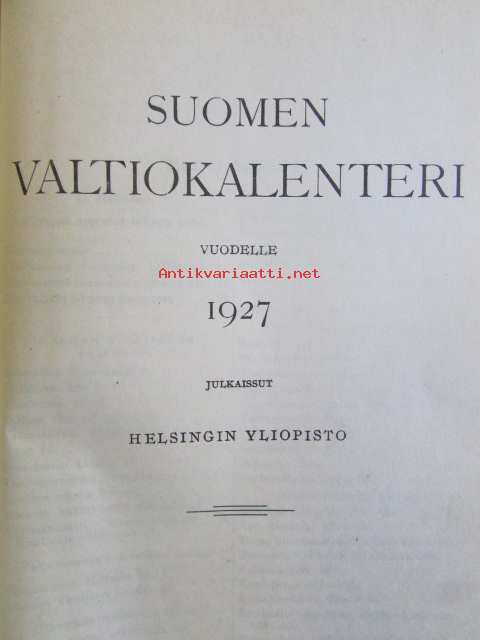 SUOMEN
VALTIOKALENTERI
VUODELLE
Antikvariaatti.net
1927
JULKAISSUT
HELSINGIN YLIOPISTO